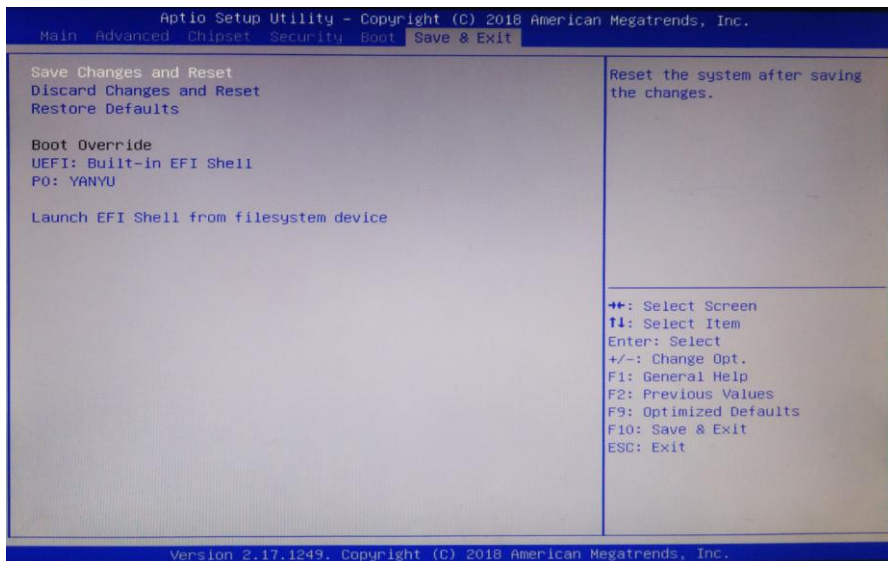 Aptio Setup Utility – Copyright (C) 2018 American Megatrends, Inc.
Main Advanced Chipset Security Boot Save & Exit
Save Changes and Reset
Discard Changes and Reset
Restore Defaults
Boot Override
UEFI: Built-in EFI Shell
P0: YANYU
Launch EFI Shell from filesystem device
Reset the system after saving
the changes.
→←: Select Screen
↑↓: Select Item
Enter: Select
+/-: Change Opt.
F1: General Help
F2: Previous Values
F9: Optimized Defaults
F10: Save & Exit
ESC: Exit
Version 2.17.1249. Copyright (C) 2018 American Megatrends, Inc.